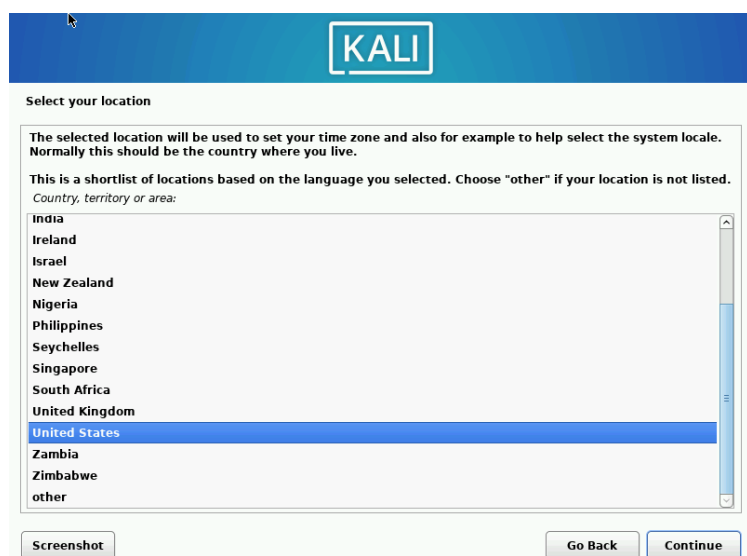 KALI
Select your location
The selected location will be used to set your time zone and also for example to help select the system locale.
Normally this should be the country where you live.
This is a shortlist of locations based on the language you selected. Choose "other" if your location is not listed.
Country, territory or area:
India
Ireland
Israel
New Zealand
Nigeria
Philippines
Seychelles
Singapore
South Africa
United Kingdom
United States
Zambia
Zimbabwe
other
Screenshot
Go Back
Continue